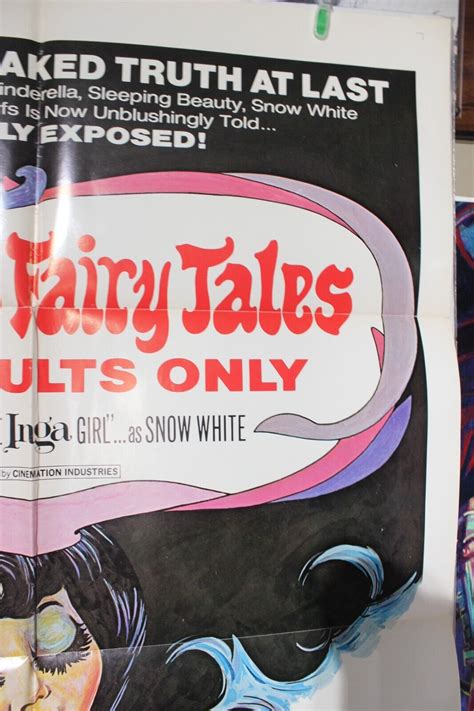 AKED TRUTH AT LAST
inderella, Sleeping Beauty, Snow White
rfs Is Now Unblushingly Told...
LY EXPOSED!
Fairy Tales
ULTS ONLY
Inga GIRL"...as SNOW WHITE
by CINEMATION INDUSTRIES